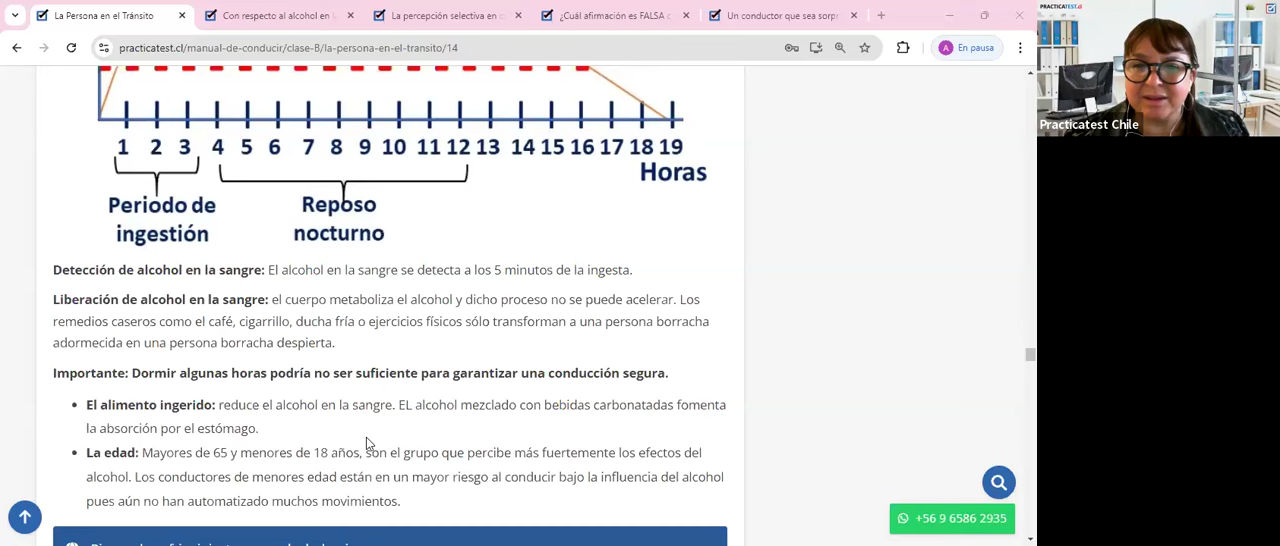 La Persona en el Tránsito
Con respecto al alcohol en l
La percepción selectiva en c
¿Cuál afirmación es FALSA c
Un conductor que sea sorpr
practicatest.cl/manual-de-conducir/clase-B/la-persona-en-el-transito/14
A
En pausa
PRACTICATEST.cl
Practicatest Chile
1 2 3 4 5 6 7 8 9 10 11 12 13 14 15 16 17 18 19
Horas
Periodo de
ingestión
Reposo
nocturno
Detección de alcohol en la sangre: El alcohol en la sangre se detecta a los 5 minutos de la ingesta.
Liberación de alcohol en la sangre: el cuerpo metaboliza el alcohol y dicho proceso no se puede acelerar. Los
remedios caseros como el café, cigarrillo, ducha fría o ejercicios físicos sólo transforman a una persona borracha
adormecida en una persona borracha despierta.
Importante: Dormir algunas horas podría no ser suficiente para garantizar una conducción segura.
• El alimento ingerido: reduce el alcohol en la sangre. EL alcohol mezclado con bebidas carbonatadas fomenta
la absorción por el estómago.
• La edad: Mayores de 65 y menores de 18 años, son el grupo que percibe más fuertemente los efectos del
alcohol. Los conductores de menores edad están en un mayor riesgo al conducir bajo la influencia del alcohol
pues aún no han automatizado muchos movimientos.
+56 9 6586 2935